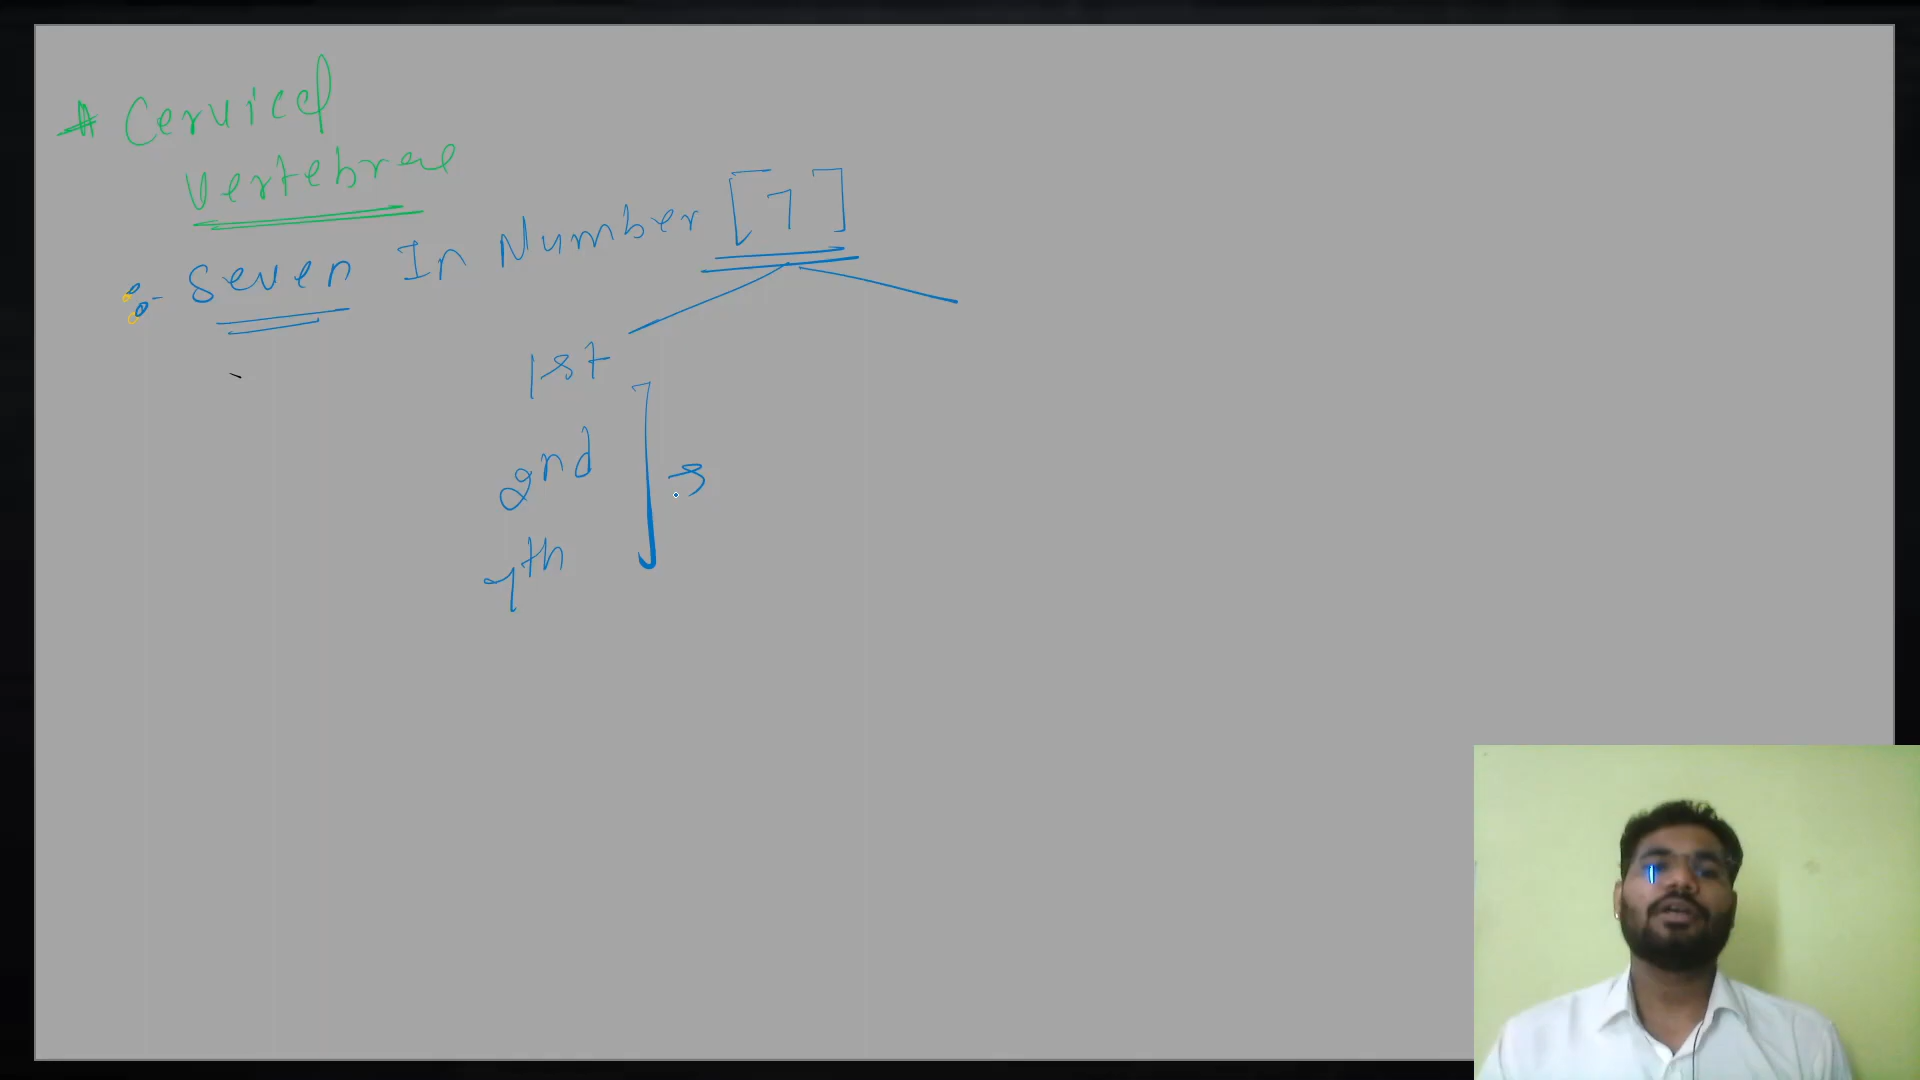 # Cervical
Vertebrae
Seven In Number [7]
1st
2nd
7th